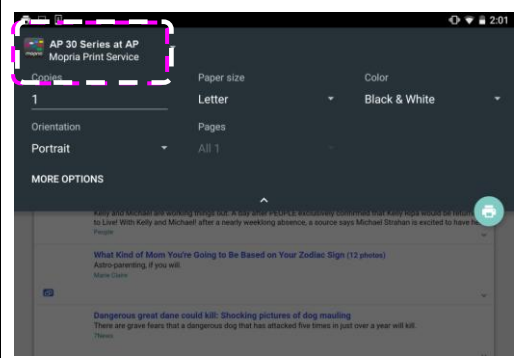 2:01
AP 30 Series at AP
mopria
Mopria Print Service
Copies
Paper size
Color
1
Letter
Black & White
Orientation
Pages
Portrait
All 1
MORE OPTIONS
Kelly and Michael are working things out. A day after PEOPLE exclusively confirmed that Kelly Ripa would be return
to Live! With Kelly and Michael! after a nearly weeklong absence, a source says Michael Strahan is excited to have he
People
What Kind of Mom You're Going to Be Based on Your Zodiac Sign (12 photos)
Astro-parenting, if you will.
Marie Claire
Dangerous great dane could kill: Shocking pictures of dog mauling
There are grave fears that a dangerous dog that has attacked five times in just over a year will kill.
7News